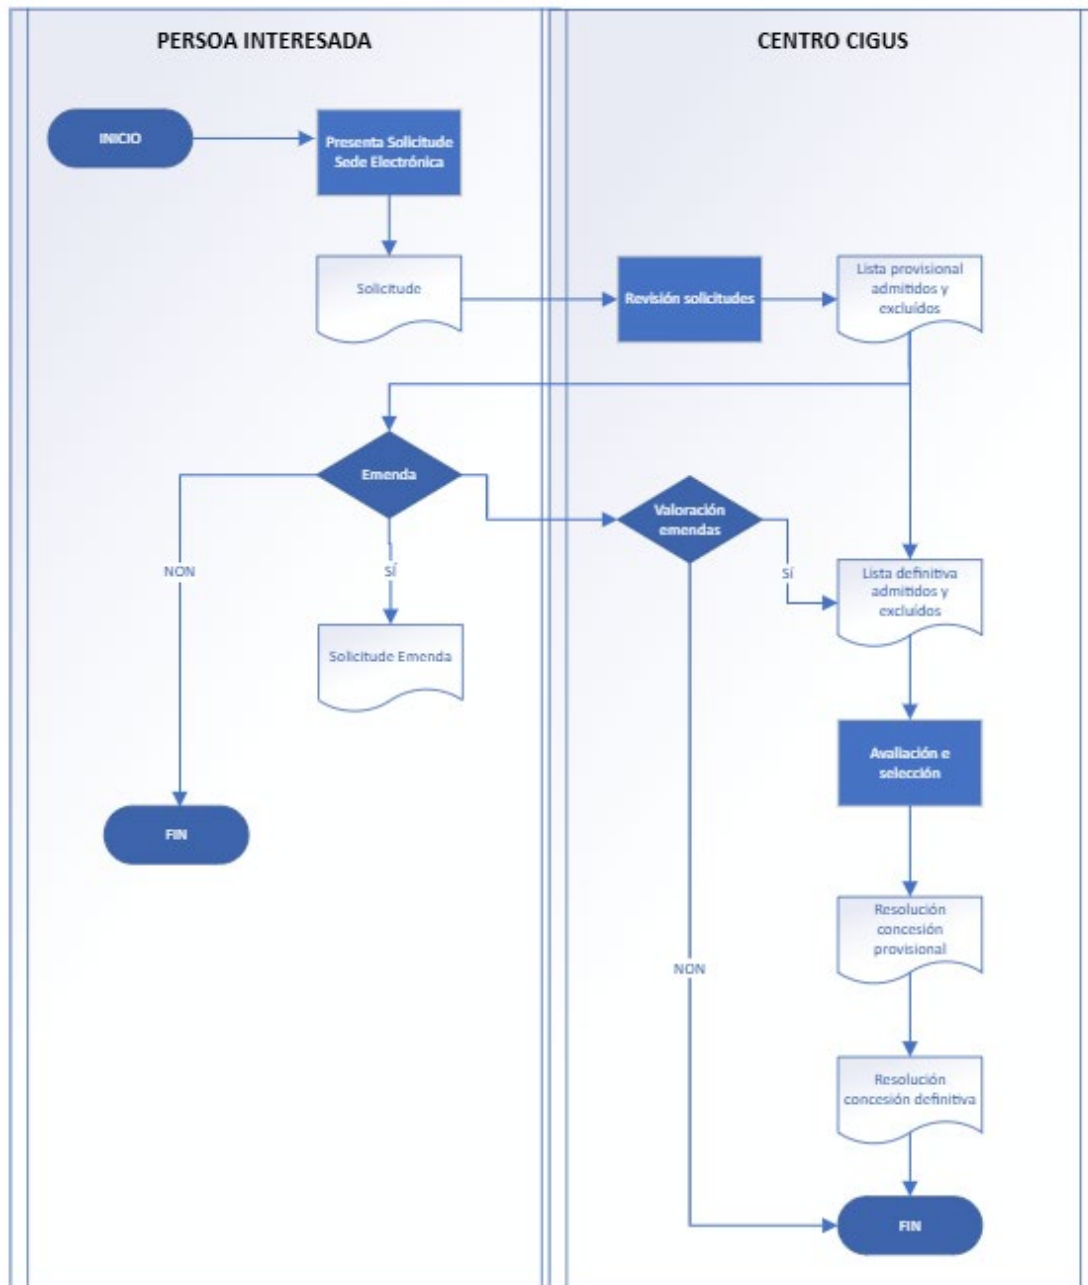 PERSOA INTERESADA
CENTRO CIGUS
INICIO
Presenta Solicitude
Sede Electrónica
Solicitude
Revisión solicitudes
Lista provisional
admitidos y
excluídos
Emenda
Valoración
emendas
NON
SÍ
Sí
Lista definitiva
admitidos y
excluídos
Solicitude Emenda
Avaliación e
selección
FIN
Resolución
concesión
provisional
NON
Resolución
concesión definitiva
FIN